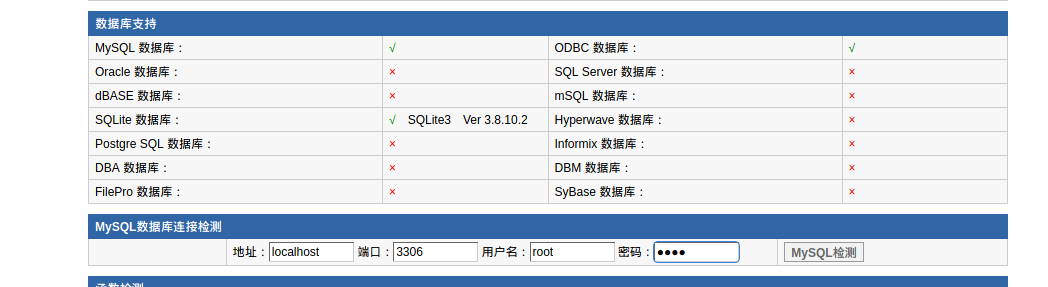 数据库支持
MySQL 数据库： √ ODBC 数据库： √
Oracle 数据库： × SQL Server 数据库： ×
dBASE 数据库： × mSQL 数据库： ×
SQLite 数据库： √ SQLite3 Ver 3.8.10.2 Hyperwave 数据库： ×
Postgre SQL 数据库： × Informix 数据库： ×
DBA 数据库： × DBM 数据库： ×
FilePro 数据库： × SyBase 数据库： ×
MySQL数据库连接检测
地址：localhost 端口：3306 用户名：root 密码：●●●● MySQL检测
函数检测